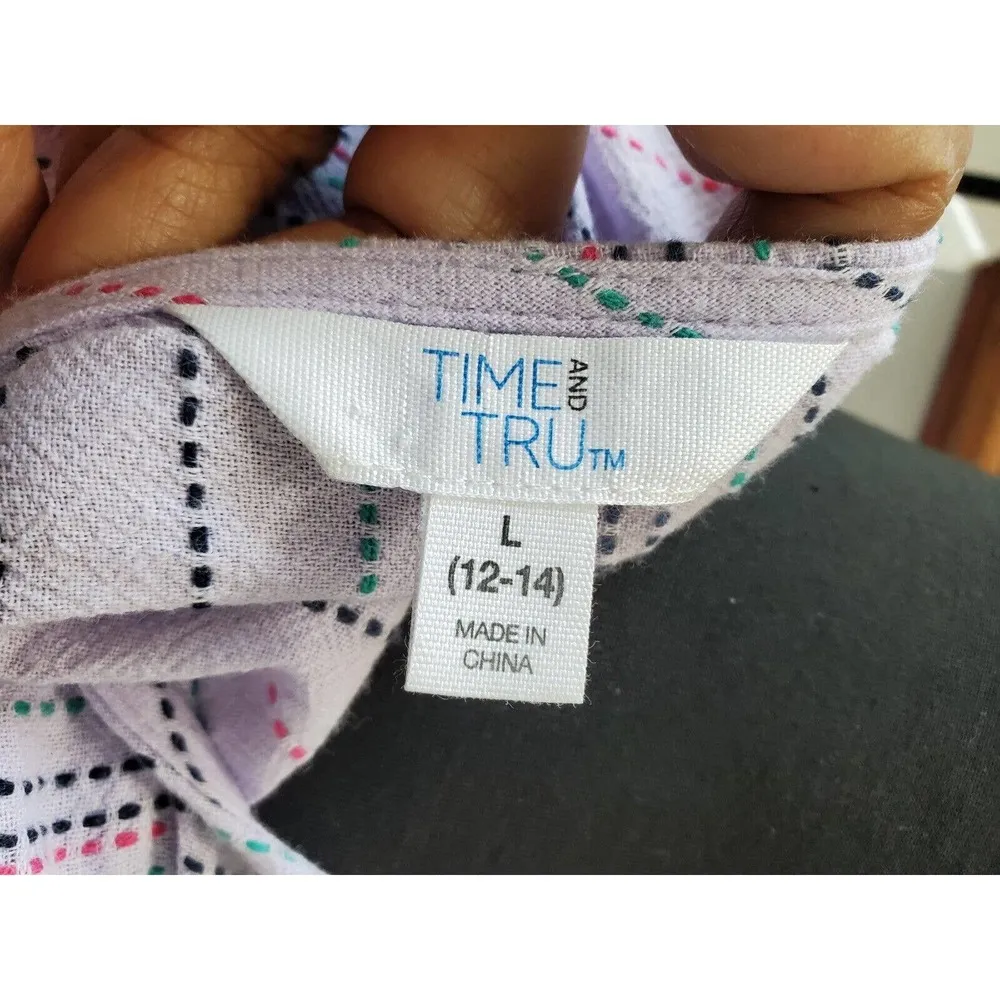 TIME AND
TRU™
L
(12-14)
MADE IN
CHINA